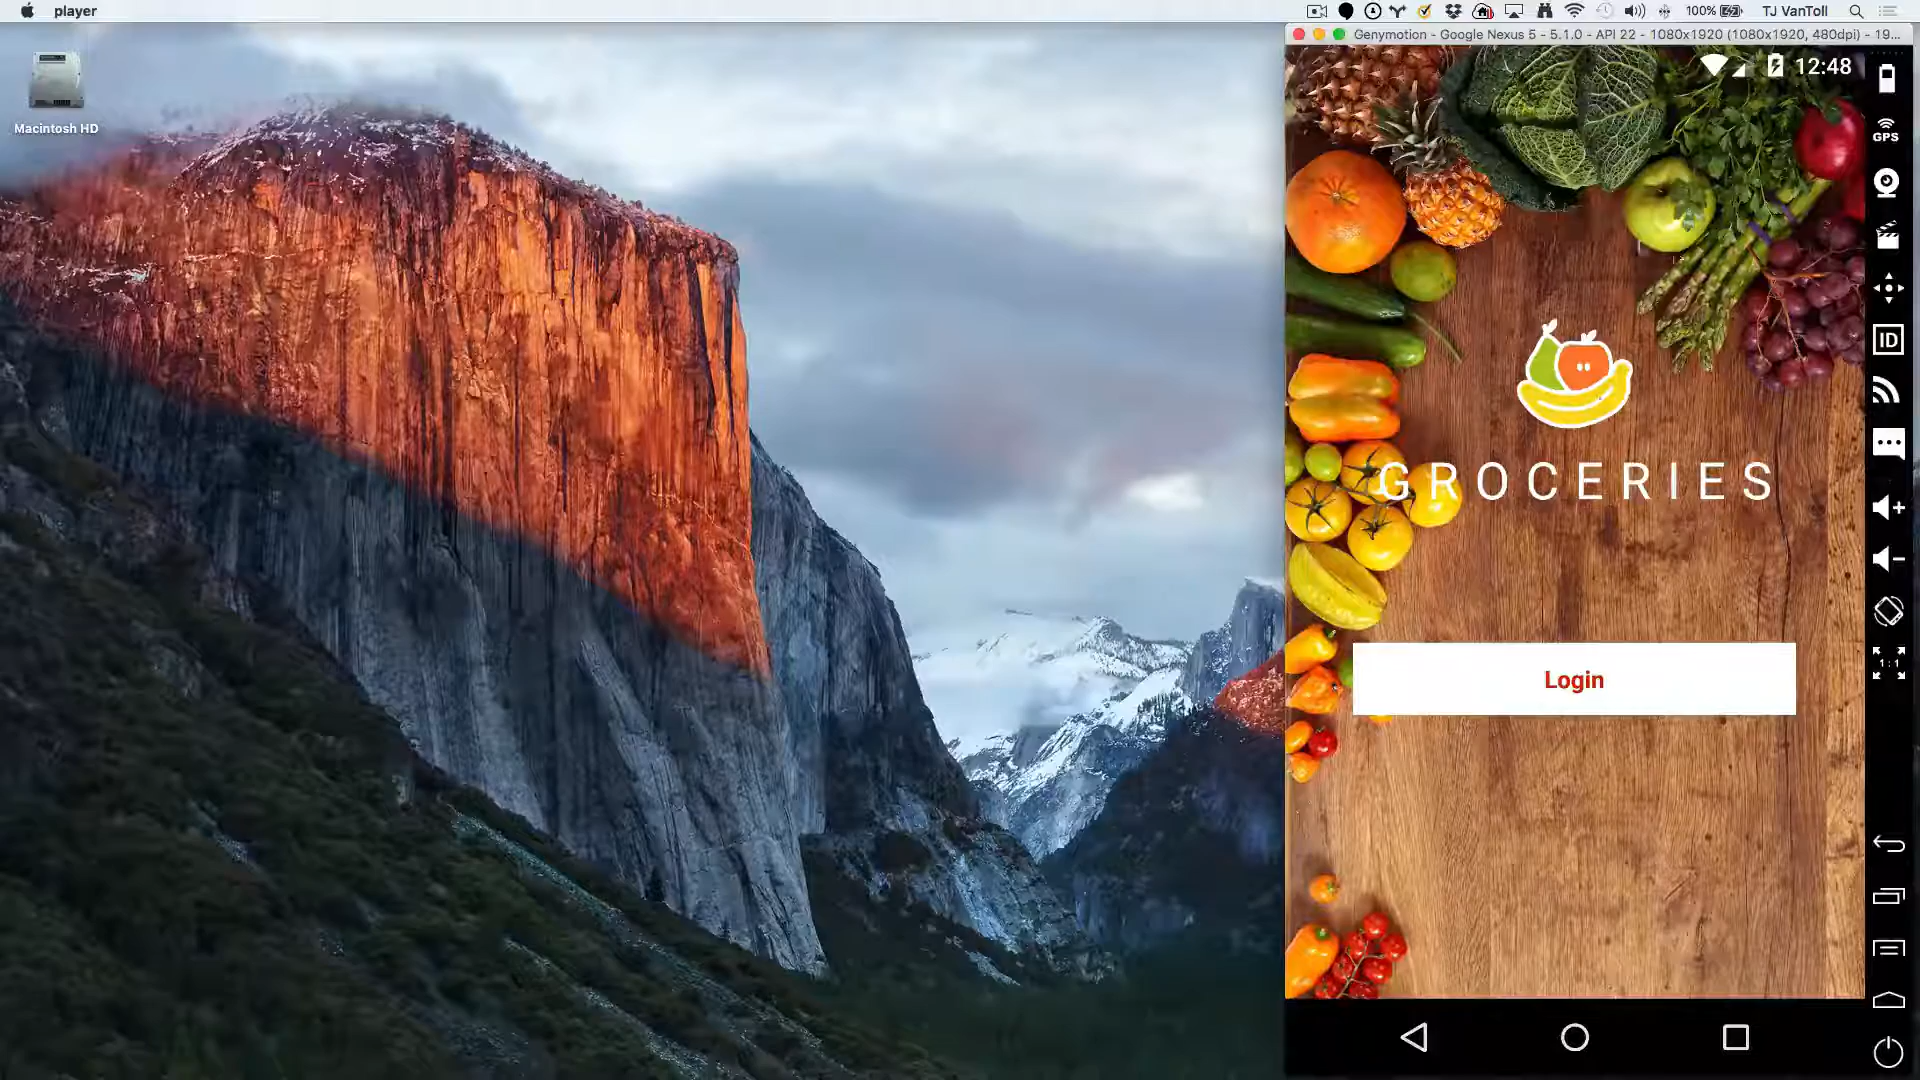 player
100%
TJ VanToll
Macintosh HD
Genymotion - Google Nexus 5 - 5.1.0 - API 22 - 1080x1920 (1080x1920, 480dpi) - 19...
12:48
GPS
ID
GROCERIES
1:1
Login